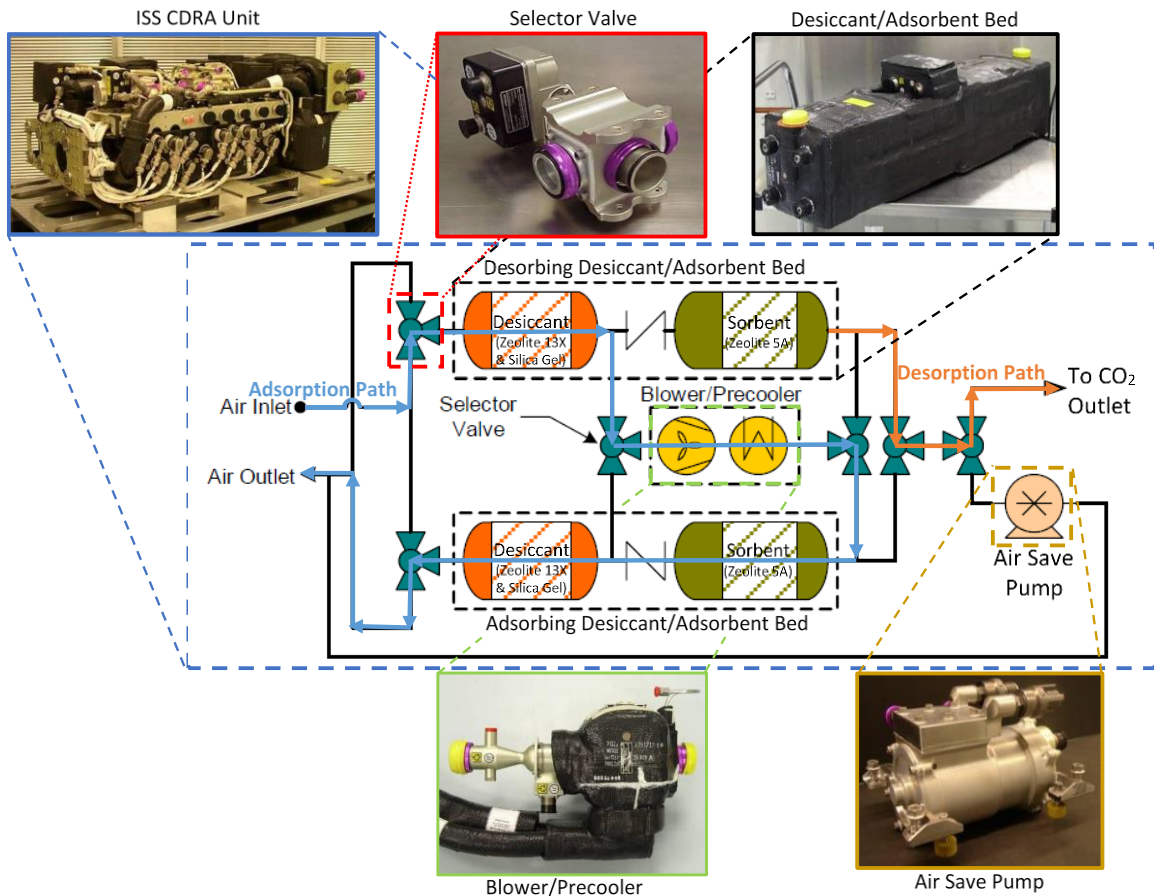 ISS CDRA Unit
Selector Valve
Desiccant/Adsorbent Bed
Desorbing Desiccant/Adsorbent Bed
Desiccant
(Zeolite 13X
& Silica Gel)
Sorbent
(Zeolite 5A)
Adsorption Path
Air Inlet
Desorption Path
To CO₂
Outlet
Blower/Precooler
Selector
Valve
Air Outlet
Desiccant
(Zeolite 13X
& Silica Gel)
Sorbent
(Zeolite 5A)
Air Save
Pump
Adsorbing Desiccant/Adsorbent Bed
Blower/Precooler
Air Save Pump